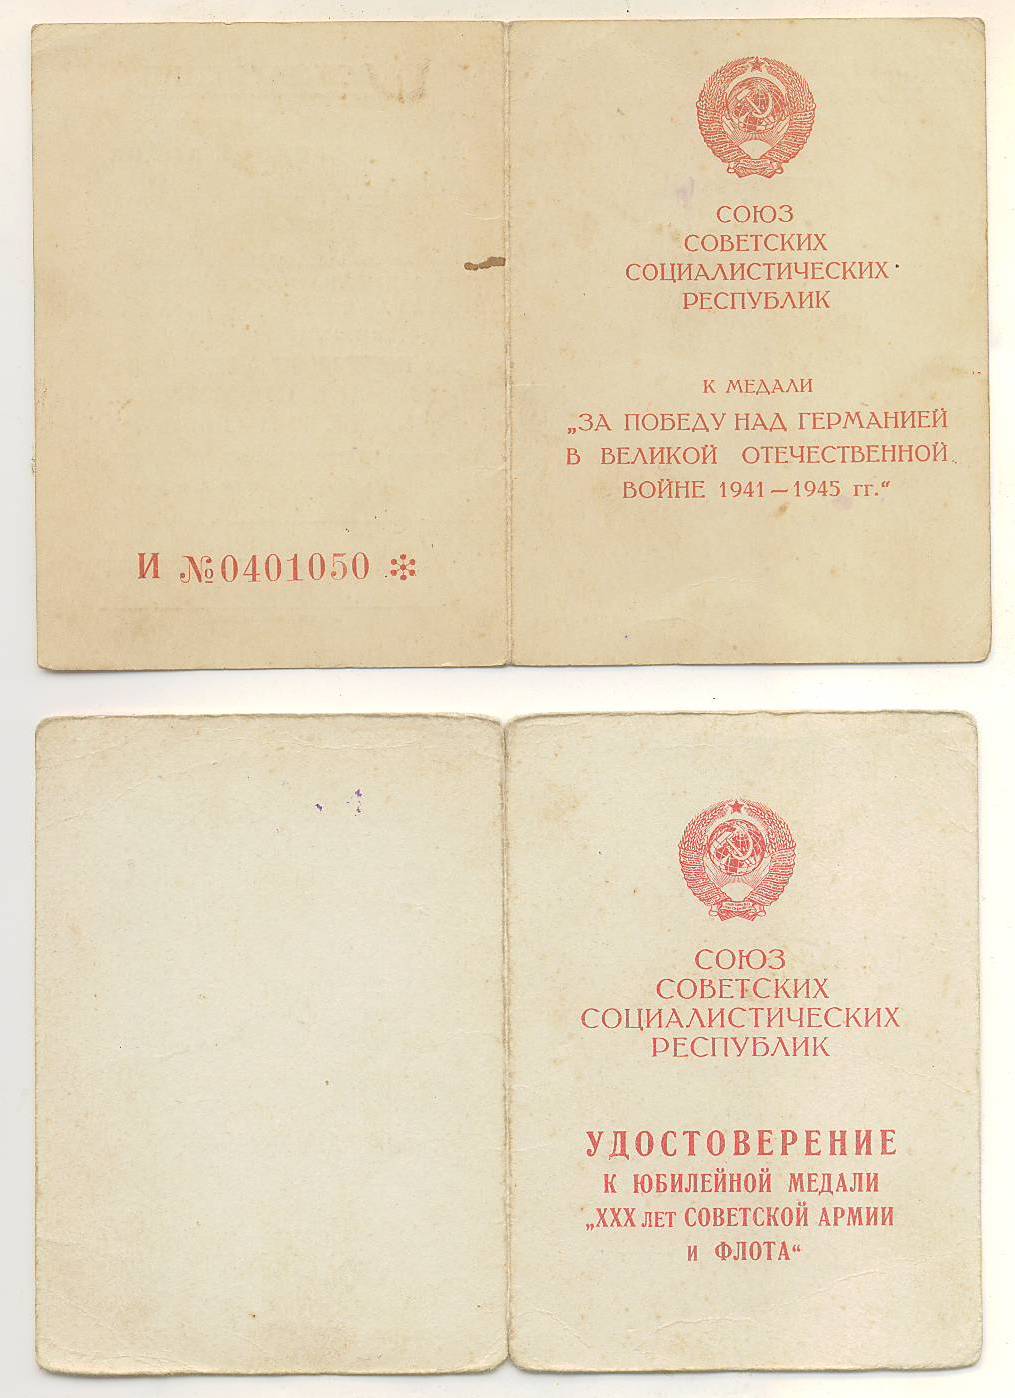 СОЮЗ
СОВЕТСКИХ
СОЦИАЛИСТИЧЕСКИХ
РЕСПУБЛИК
К МЕДАЛИ
„ЗА ПОБЕДУ НАД ГЕРМАНИЕЙ
В ВЕЛИКОЙ ОТЕЧЕСТВЕННОЙ
ВОЙНЕ 1941 — 1945 гг.“
И №0401050
СОЮЗ
СОВЕТСКИХ
СОЦИАЛИСТИЧЕСКИХ
РЕСПУБЛИК
УДОСТОВЕРЕНИЕ
К ЮБИЛЕЙНОЙ МЕДАЛИ
„XXX ЛЕТ СОВЕТСКОЙ АРМИИ
И ФЛОТА“